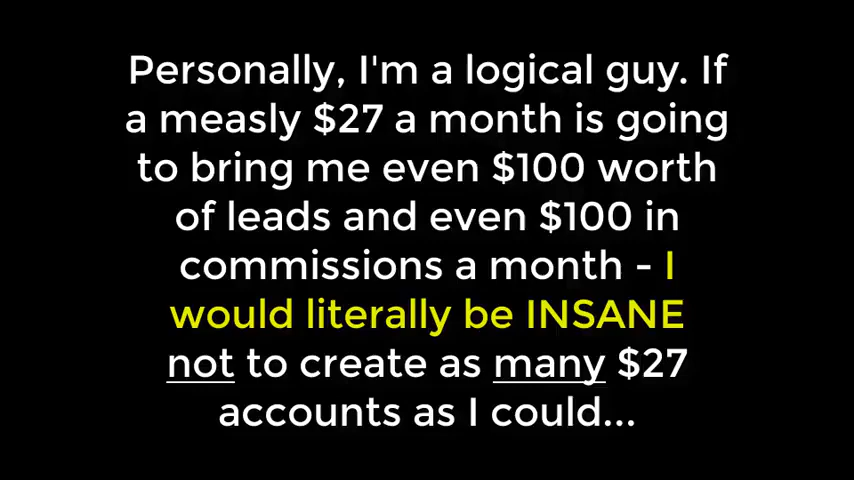 Personally, I'm a logical guy. If
a measly $27 a month is going
to bring me even $100 worth
of leads and even $100 in
commissions a month - I
would literally be INSANE
not to create as many $27
accounts as I could...